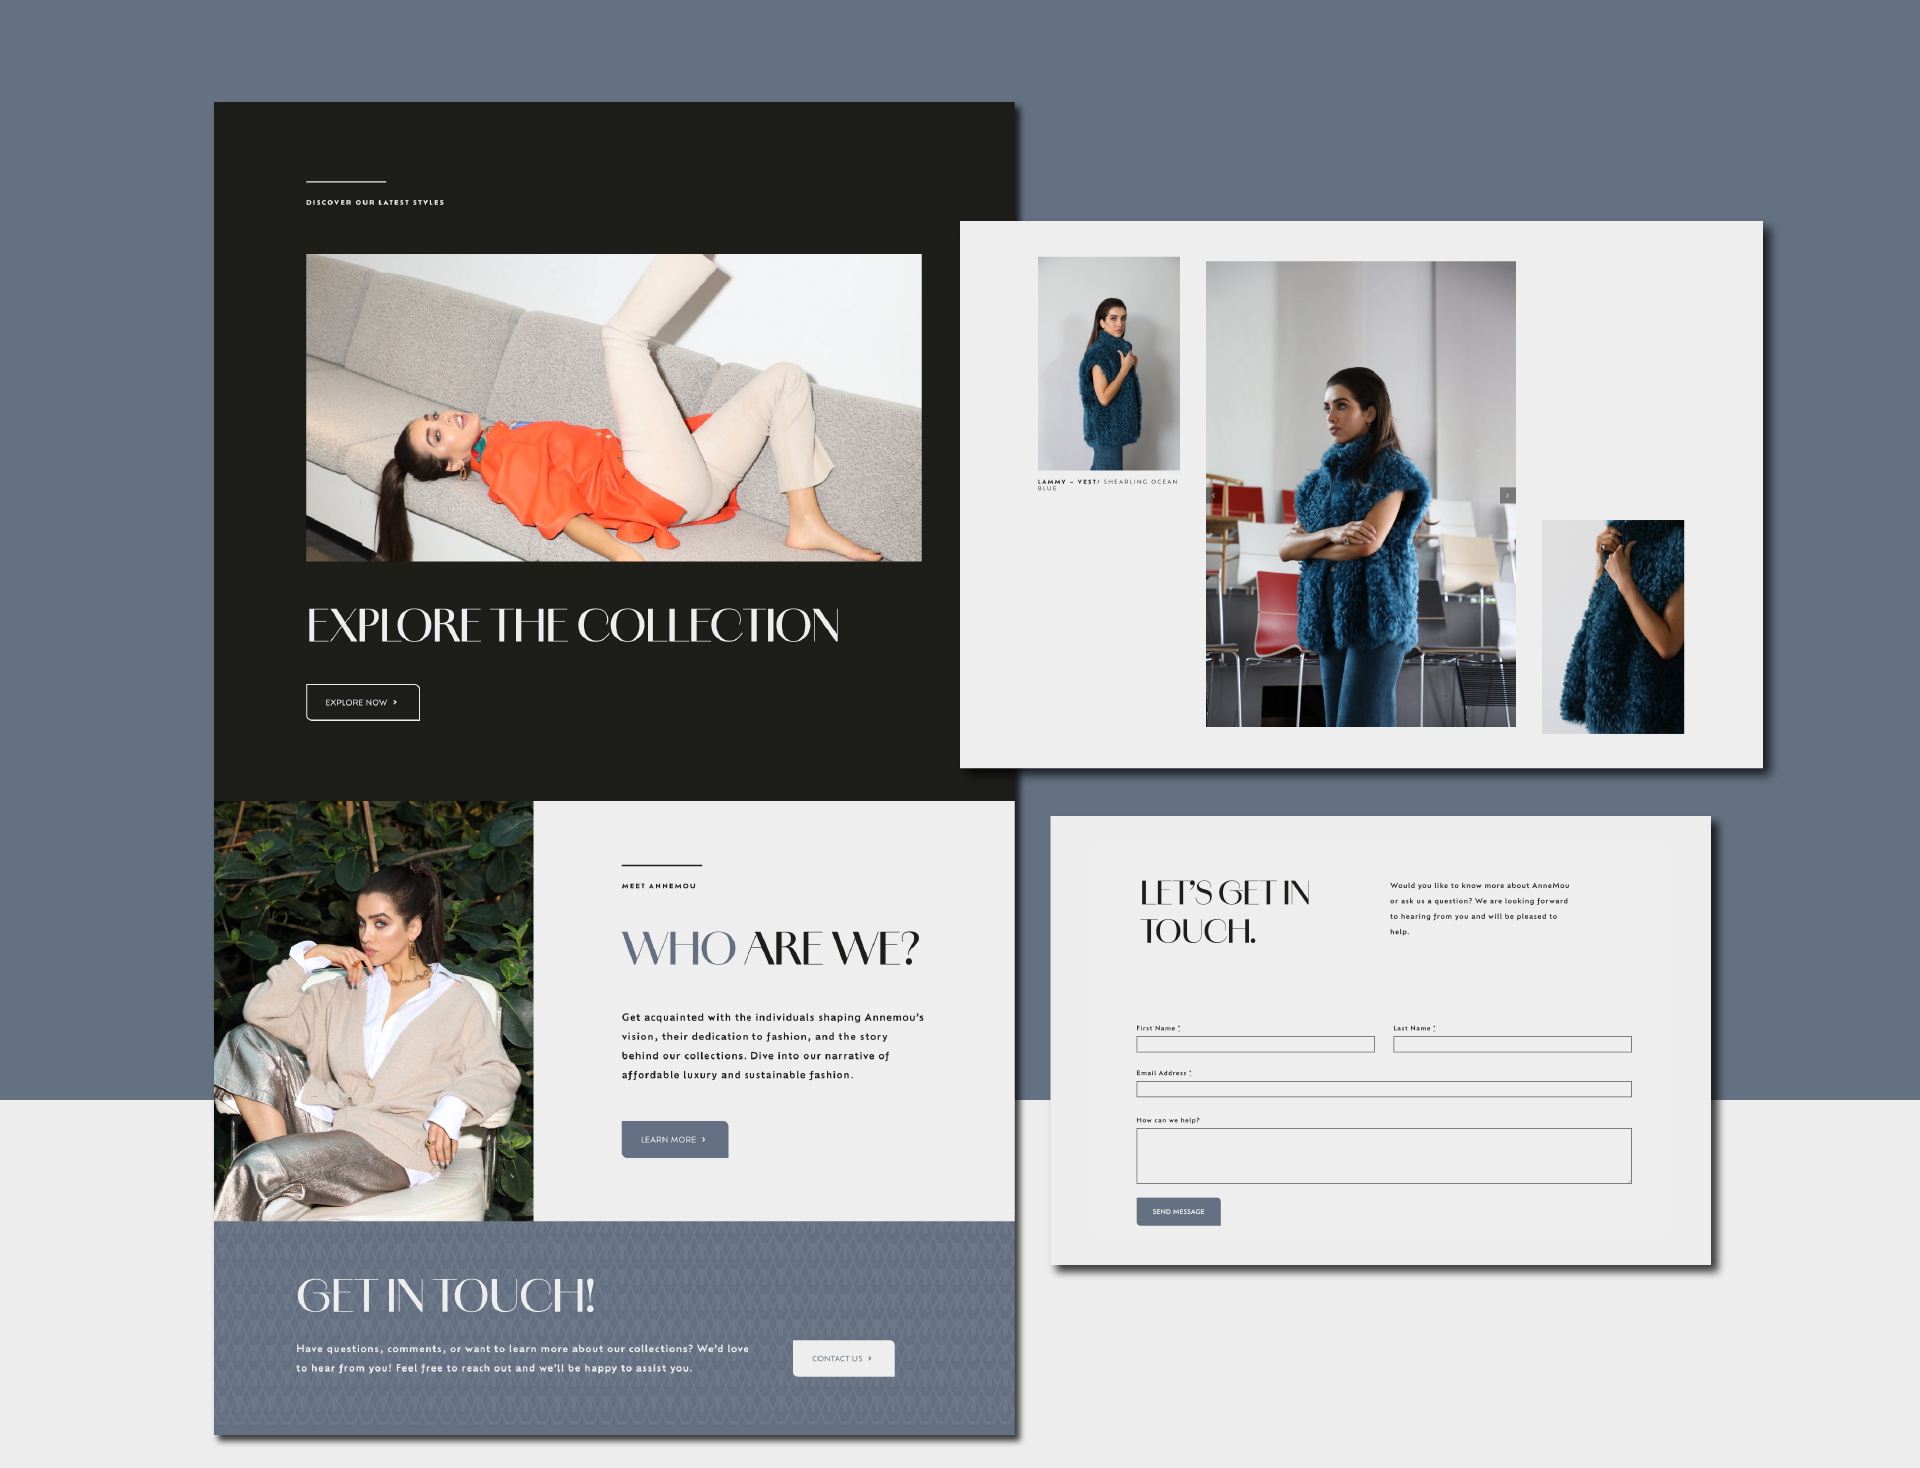 DISCOVER OUR LATEST STYLES
EXPLORE THE COLLECTION
EXPLORE NOW
LAMMY – VEST/ SHEARLING OCEAN
BLUE
MEET ANNEMOU
WHO ARE WE?
Get acquainted with the individuals shaping Annemou's
vision, their dedication to fashion, and the story
behind our collections. Dive into our narrative of
affordable luxury and sustainable fashion.
LEARN MORE
GET IN TOUCH!
Have questions, comments, or want to learn more about our collections? We'd love
to hear from you! Feel free to reach out and we'll be happy to assist you.
CONTACT US
LET'S GET IN
TOUCH.
Would you like to know more about AnneMou
or ask us a question? We are looking forward
to hearing from you and will be pleased to
help.
First Name *
Last Name *
Email Address *
How can we help?
SEND MESSAGE